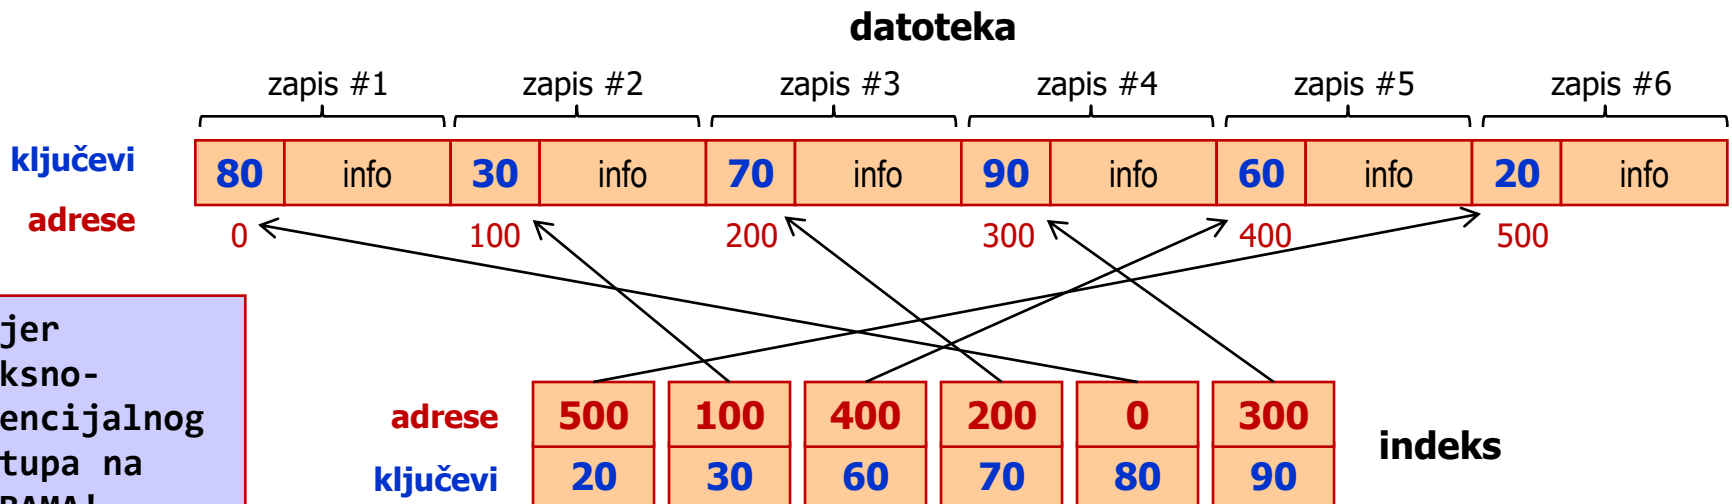 datoteka
zapis #1 zapis #2 zapis #3 zapis #4 zapis #5 zapis #6
ključevi 80 info 30 info 70 info 90 info 60 info 20 info
adrese 0 100 200 300 400 500
jer
ksno-
encijalnog
tupa na
adrese 500 100 400 200 0 300
indeks
ključevi 20 30 60 70 80 90